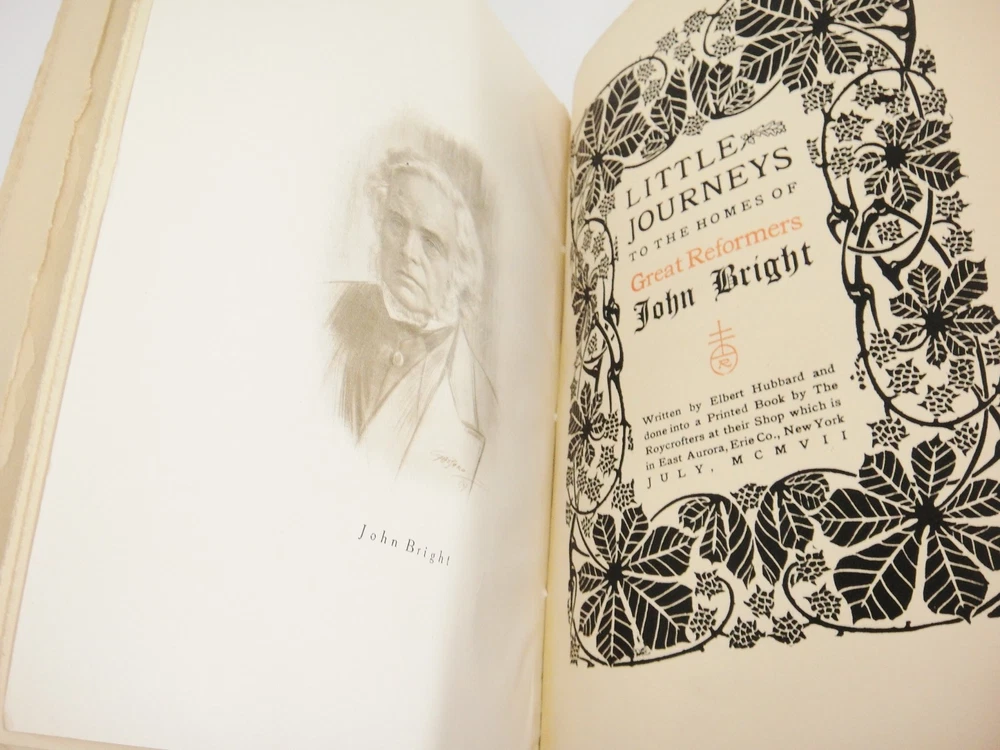 John Bright
LITTLE
JOURNEYS
TO THE HOMES OF
Great Reformers
John Bright
Written by Elbert Hubbard and
done into a Printed Book by The
Roycrofters at their Shop which is
in East Aurora, Erie Co., New York
JULY, MCMVII